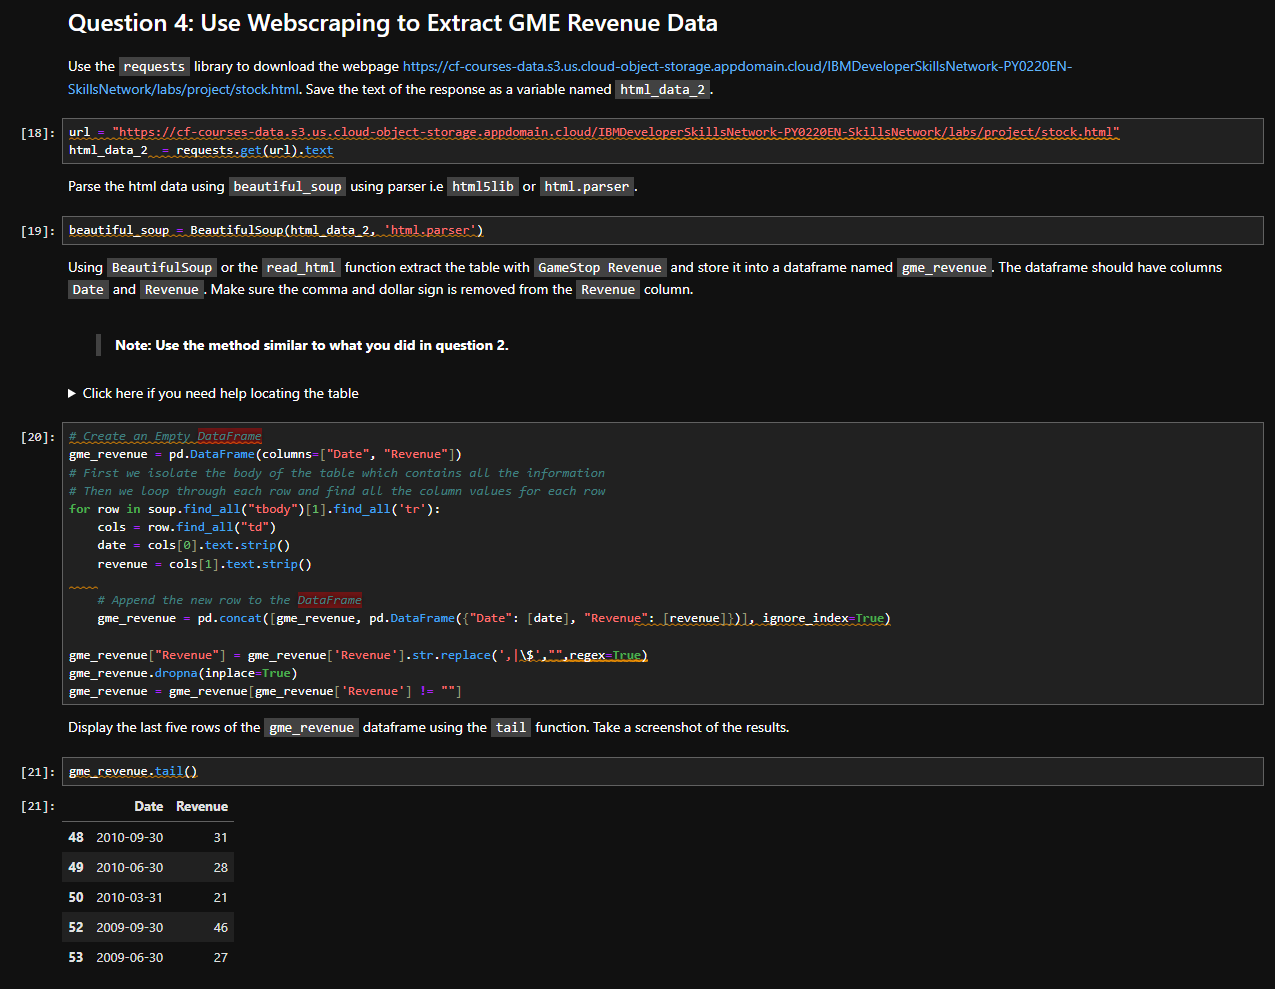 Question 4: Use Webscraping to Extract GME Revenue Data
Use the requests library to download the webpage https://cf-courses-data.s3.us.cloud-object-storage.appdomain.cloud/IBMDeveloperSkillsNetwork-PY0220EN-
SkillsNetwork/labs/project/stock.html. Save the text of the response as a variable named html_data_2.
[18]: url = "https://cf-courses-data.s3.us.cloud-object-storage.appdomain.cloud/IBMDeveloperSkillsNetwork-PY0220EN-SkillsNetwork/labs/project/stock.html"
html_data_2  = requests.get(url).text
Parse the html data using beautiful_soup using parser i.e html5lib or html.parser.
[19]: beautiful_soup = BeautifulSoup(html_data_2, 'html.parser')
Using BeautifulSoup or the read_html function extract the table with GameStop Revenue and store it into a dataframe named gme_revenue. The dataframe should have columns
Date and Revenue. Make sure the comma and dollar sign is removed from the Revenue column.
Note: Use the method similar to what you did in question 2.
▶ Click here if you need help locating the table
[20]: # Create an Empty DataFrame
gme_revenue = pd.DataFrame(columns=["Date", "Revenue"])
# First we isolate the body of the table which contains all the information
# Then we loop through each row and find all the column values for each row
for row in soup.find_all("tbody")[1].find_all('tr'):
    cols = row.find_all("td")
    date = cols[0].text.strip()
    revenue = cols[1].text.strip()
    # Append the new row to the DataFrame
    gme_revenue = pd.concat([gme_revenue, pd.DataFrame({"Date": [date], "Revenue": [revenue]})], ignore_index=True)
gme_revenue["Revenue"] = gme_revenue['Revenue'].str.replace(',|\$',"",regex=True)
gme_revenue.dropna(inplace=True)
gme_revenue = gme_revenue[gme_revenue['Revenue'] != ""]
Display the last five rows of the gme_revenue dataframe using the tail function. Take a screenshot of the results.
[21]: gme_revenue.tail()
[21]: Date Revenue
48 2010-09-30 31
49 2010-06-30 28
50 2010-03-31 21
52 2009-09-30 46
53 2009-06-30 27